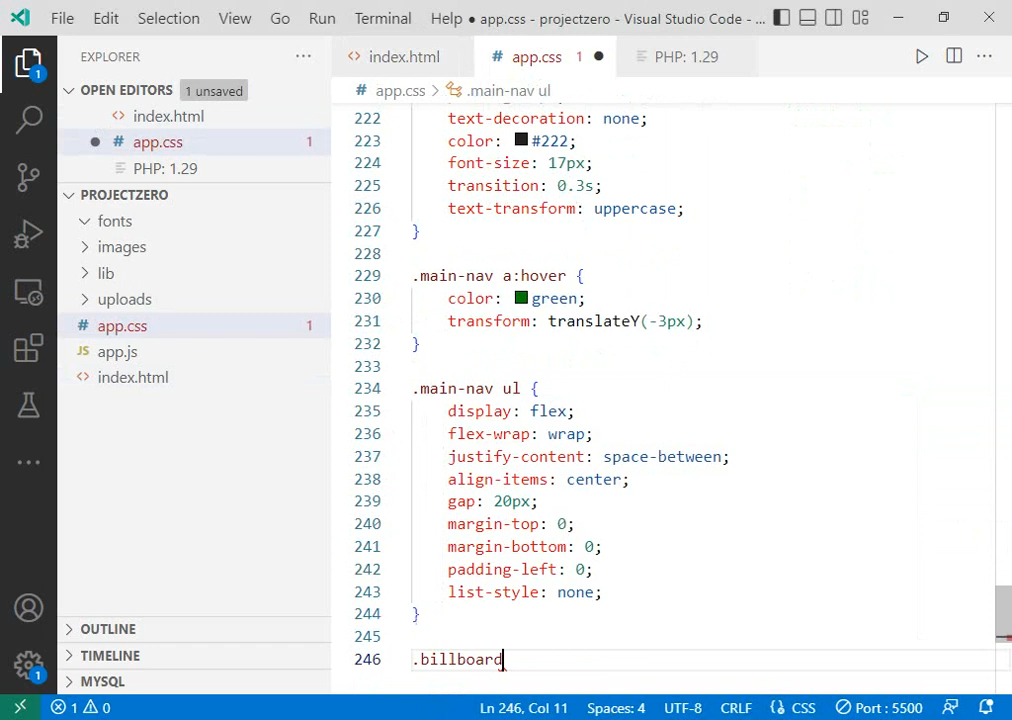 File Edit Selection View Go Run Terminal Help ● app.css - projectzero - Visual Studio Code - ...
EXPLORER
OPEN EDITORS 1 unsaved
index.html
app.css 1
PHP: 1.29
PROJECTZERO
fonts
images
lib
uploads
app.css 1
JS app.js
index.html
OUTLINE
TIMELINE
MYSQL
1
1
index.html
# app.css 1
PHP: 1.29
# app.css > .main-nav ul
222 text-decoration: none;
223 color: #222;
224 font-size: 17px;
225 transition: 0.3s;
226 text-transform: uppercase;
227 }
228
229 .main-nav a:hover {
230 color: green;
231 transform: translateY(-3px);
232 }
233
234 .main-nav ul {
235 display: flex;
236 flex-wrap: wrap;
237 justify-content: space-between;
238 align-items: center;
239 gap: 20px;
240 margin-top: 0;
241 margin-bottom: 0;
242 padding-left: 0;
243 list-style: none;
244 }
245
246 .billboard
1 0 Ln 246, Col 11 Spaces: 4 UTF-8 CRLF {} CSS Port : 5500